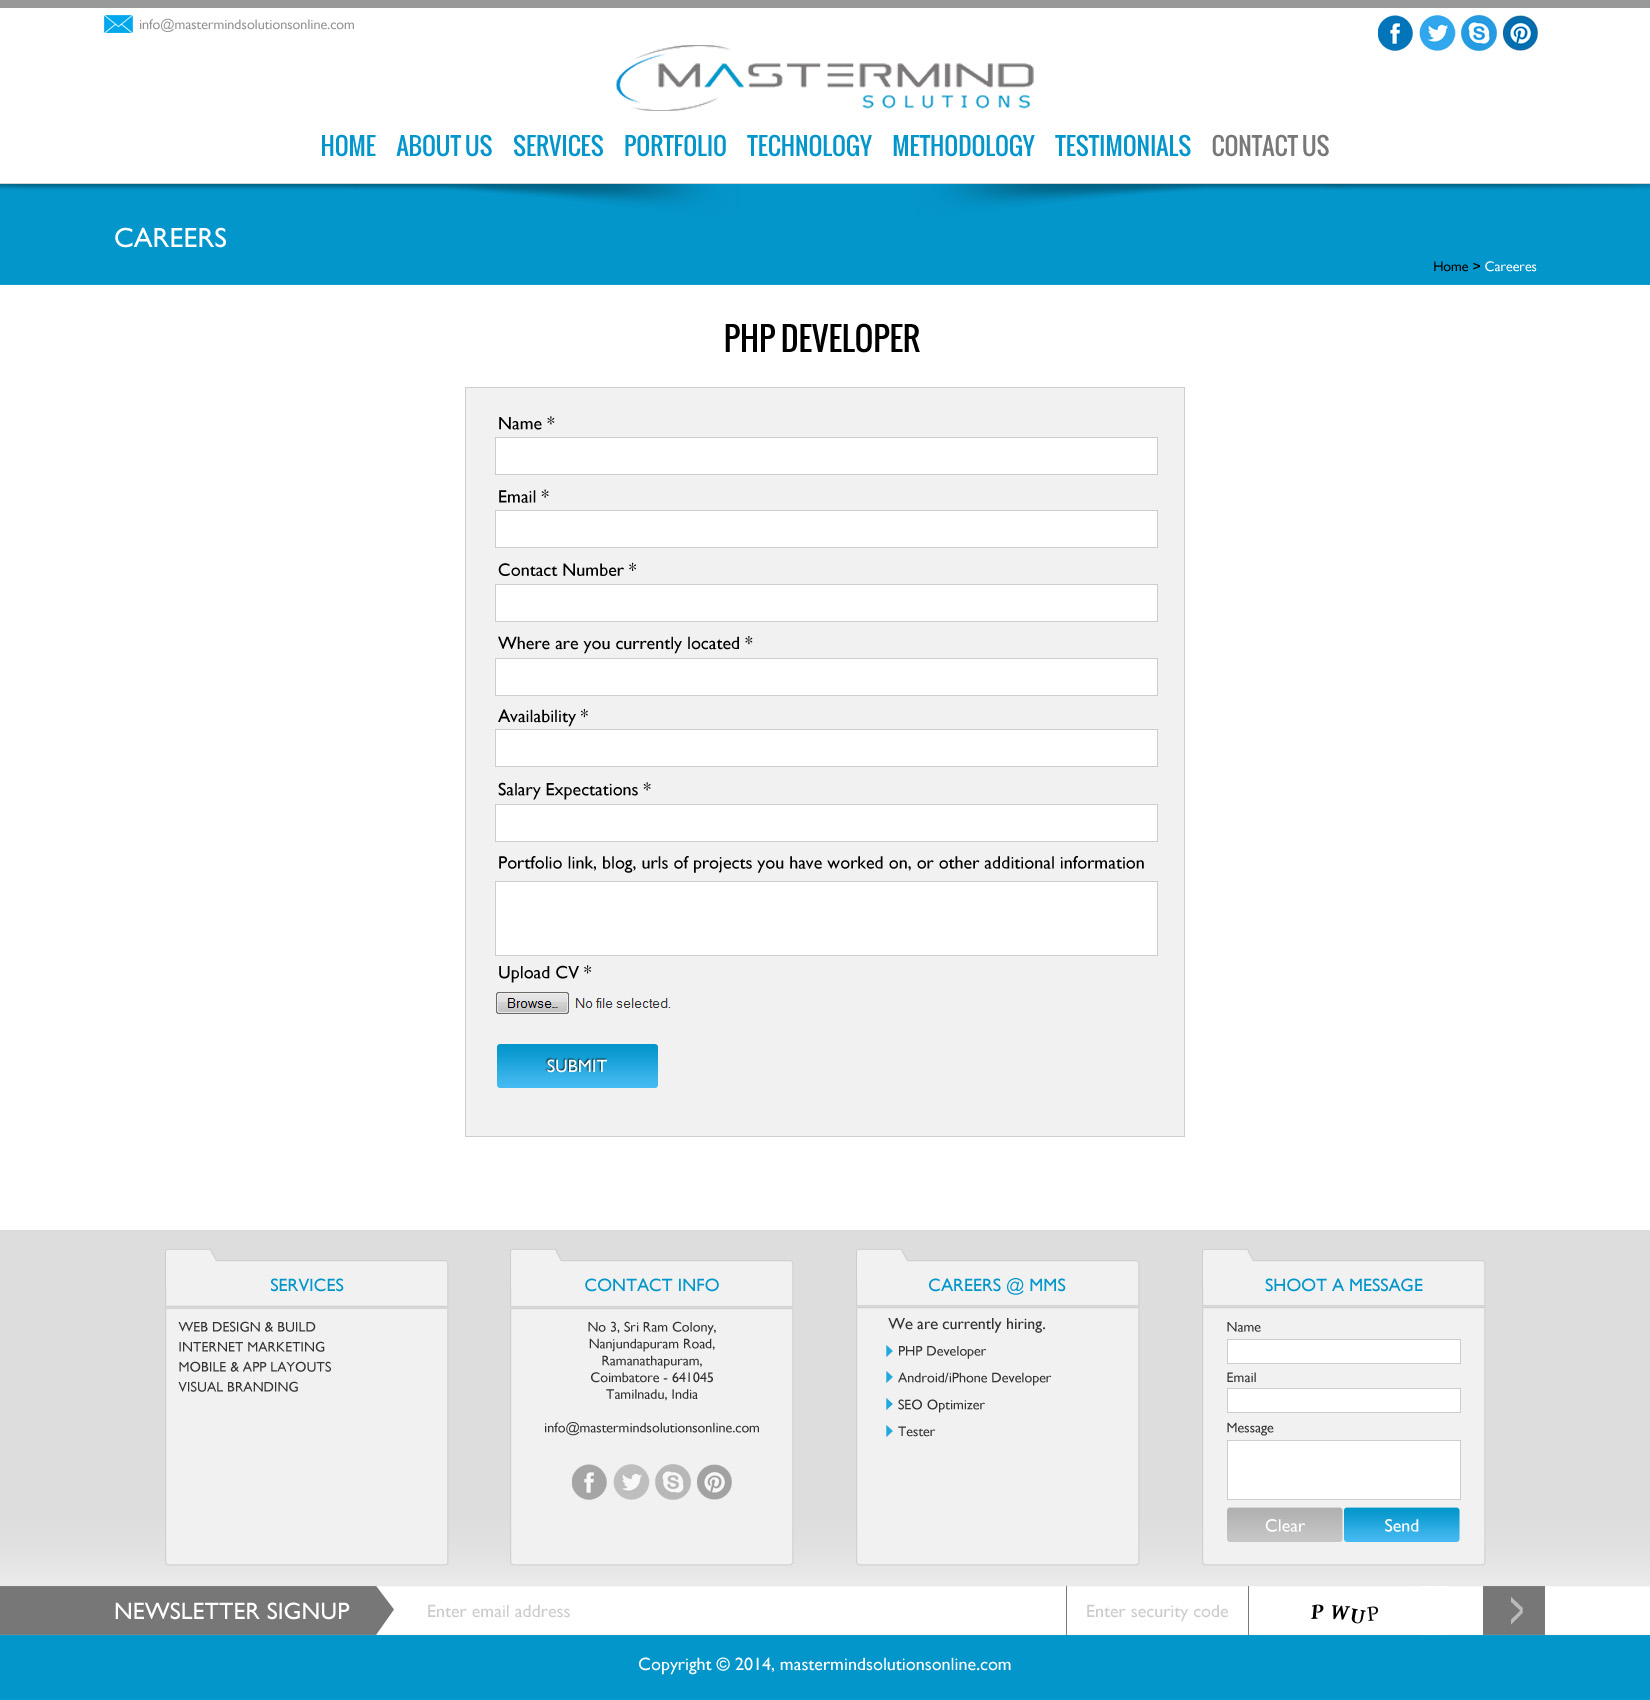 info@mastermindsolutionsonline.com
MASTERMIND
SOLUTIONS
HOME ABOUT US SERVICES PORTFOLIO TECHNOLOGY METHODOLOGY TESTIMONIALS CONTACT US
CAREERS
Home > Careeres
PHP DEVELOPER
Name *
Email *
Contact Number *
Where are you currently located *
Availability *
Salary Expectations *
Portfolio link, blog, urls of projects you have worked on, or other additional information
Upload CV *
Browse.. No file selected.
SUBMIT
SERVICES
WEB DESIGN & BUILD
INTERNET MARKETING
MOBILE & APP LAYOUTS
VISUAL BRANDING
CONTACT INFO
No 3, Sri Ram Colony,
Nanjundapuram Road,
Ramanathapuram,
Coimbatore - 641045
Tamilnadu, India
info@mastermindsolutionsonline.com
CAREERS @ MMS
We are currently hiring.
PHP Developer
Android/iPhone Developer
SEO Optimizer
Tester
SHOOT A MESSAGE
Name
Email
Message
Clear Send
NEWSLETTER SIGNUP Enter email address Enter security code P WUP
Copyright © 2014, mastermindsolutionsonline.com